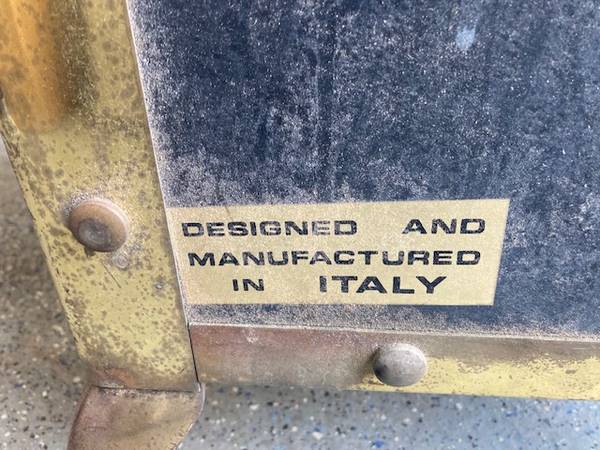 DESIGNED AND
MANUFACTURED
IN ITALY